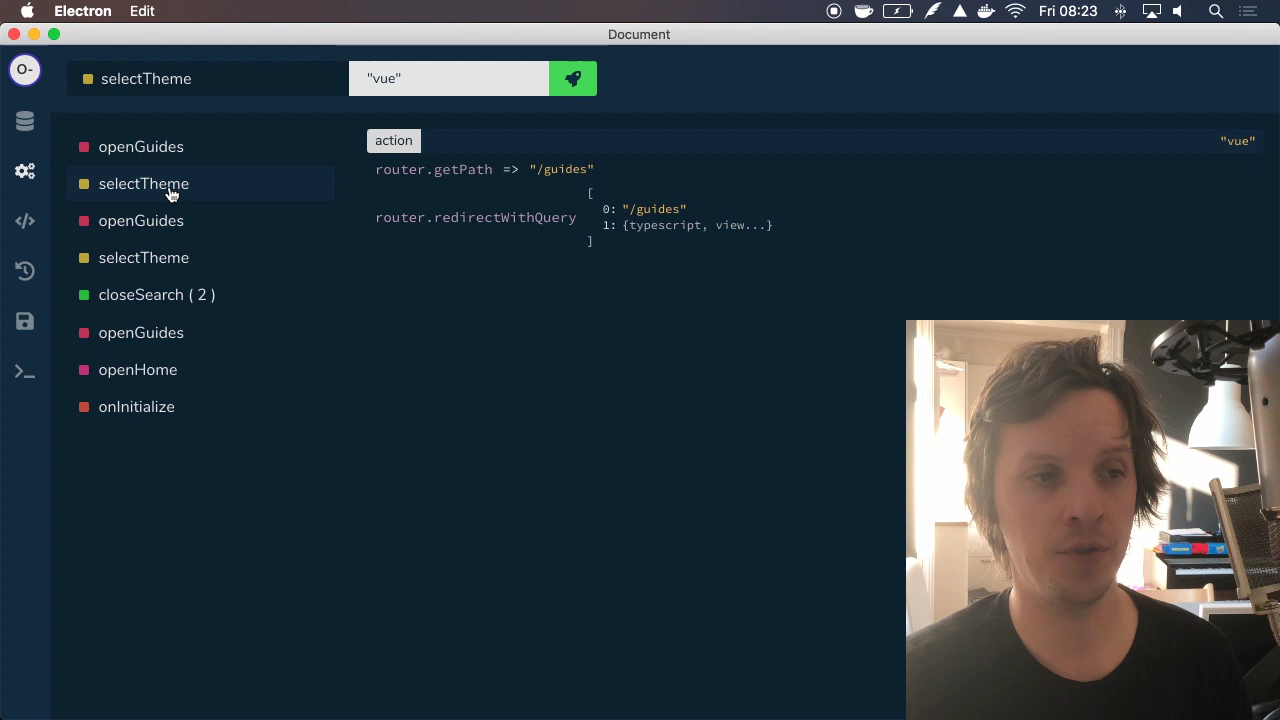 Electron Edit Fri 08:23
Document
O-
selectTheme "vue"
openGuides
selectTheme
openGuides
selectTheme
closeSearch ( 2 )
openGuides
openHome
onInitialize
action "vue"
router.getPath => "/guides"
router.redirectWithQuery
[
0: "/guides"
1: {typescript, view...}
]